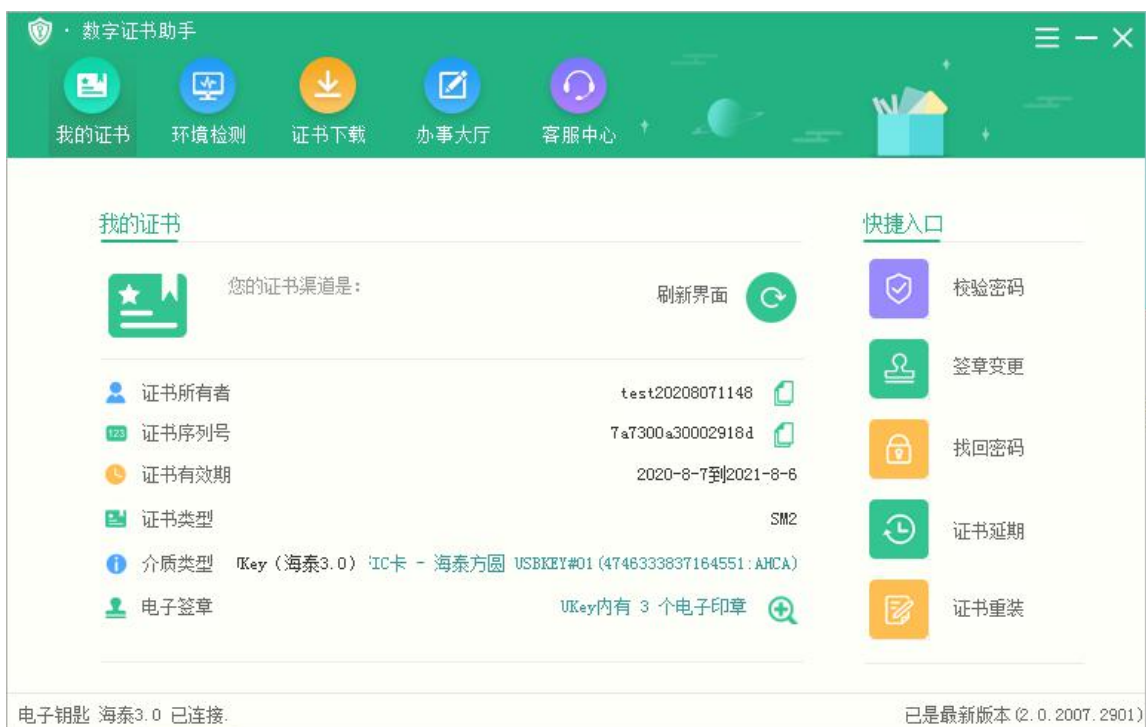 · 数字证书助手
我的证书 环境检测 证书下载 办事大厅 客服中心
我的证书
您的证书渠道是：
刷新界面
证书所有者 test20208071148
123 证书序列号 7a7300a30002918d
证书有效期 2020-8-7到2021-8-6
证书类型 SM2
介质类型 UKey（海泰3.0） IC卡 - 海泰方圆 USBKEY#01(4746333837164551:AHCA)
电子签章 UKey内有 3 个电子印章
快捷入口
校验密码
签章变更
找回密码
证书延期
证书重装
电子钥匙 海泰3.0 已连接.
已是最新版本(2.0.2007.2901)